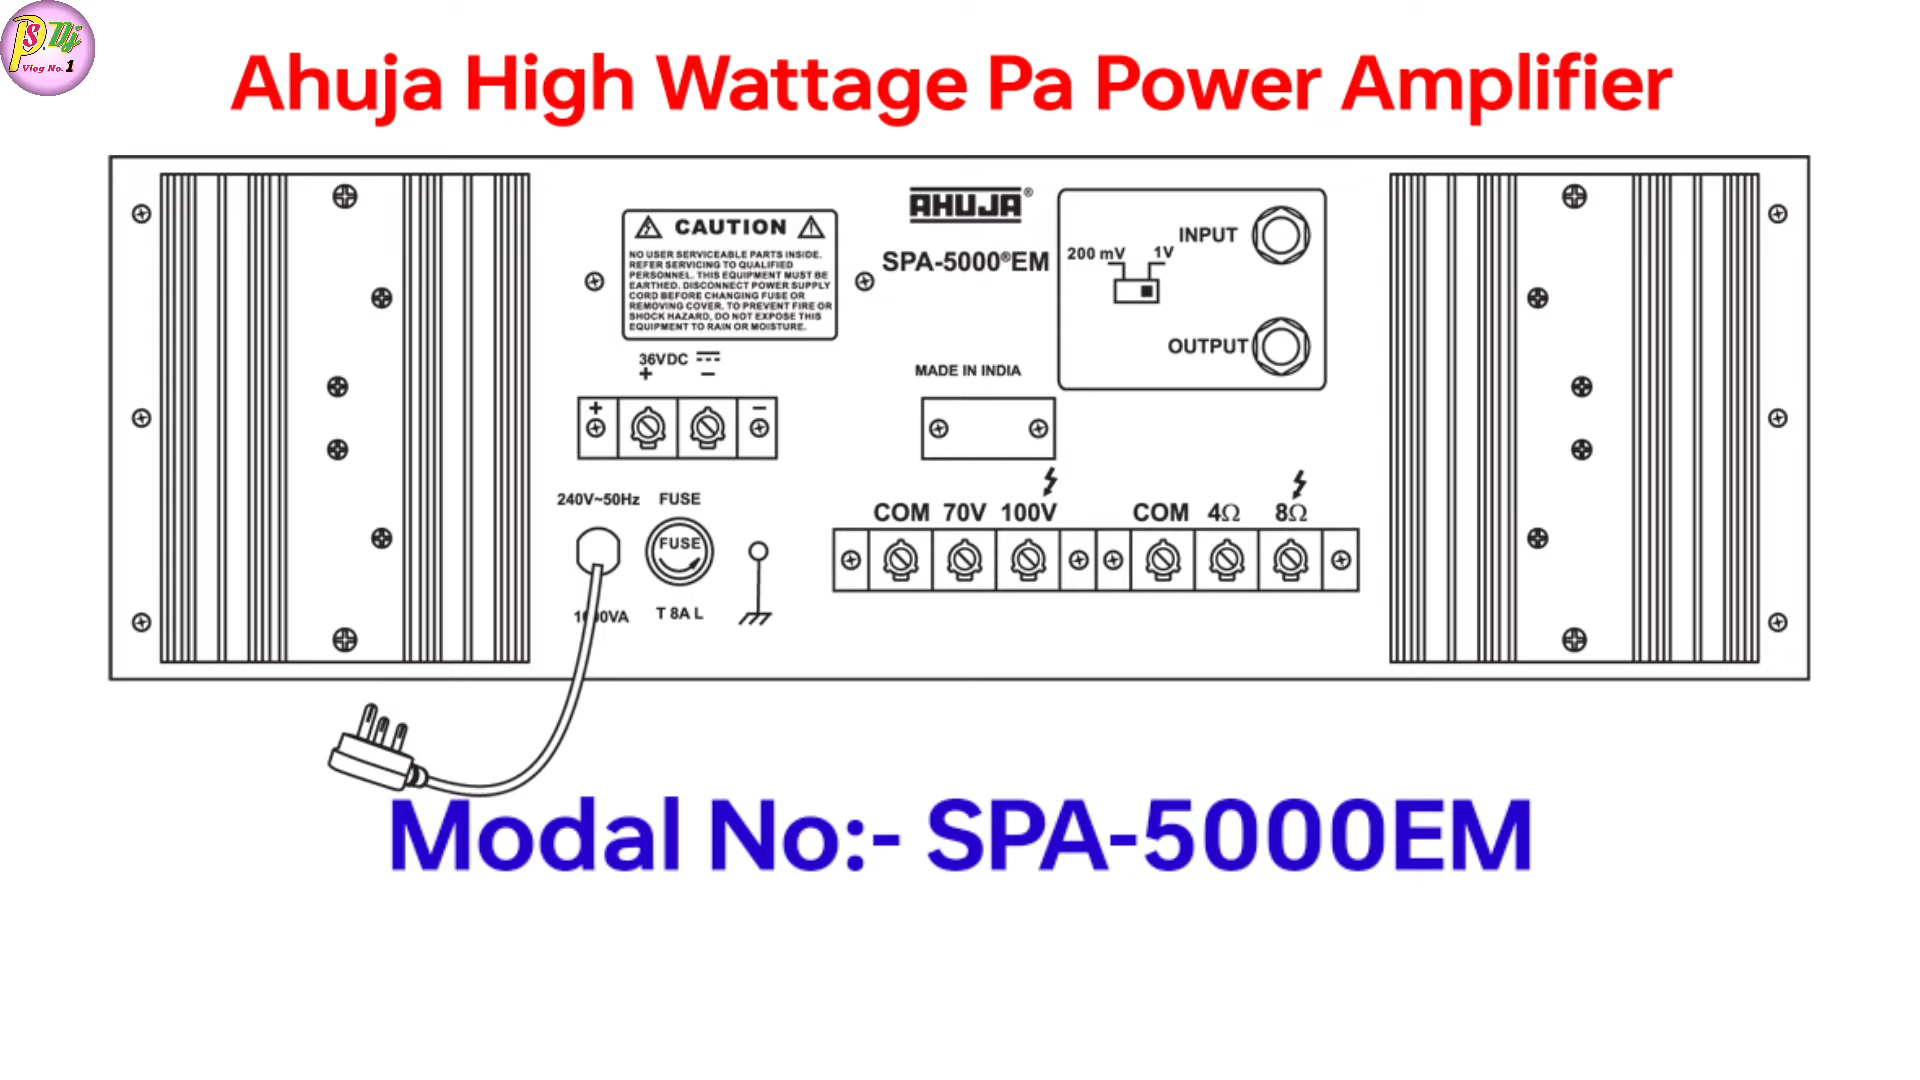 PS. Dj
Vlog No. 1
Ahuja High Wattage Pa Power Amplifier
CAUTION
NO USER SERVICEABLE PARTS INSIDE.
REFER SERVICING TO QUALIFIED
PERSONNEL. THIS EQUIPMENT MUST BE
EARTHED. DISCONNECT POWER SUPPLY
CORD BEFORE CHANGING FUSE OR
REMOVING COVER. TO PREVENT FIRE OR
SHOCK HAZARD, DO NOT EXPOSE THIS
EQUIPMENT TO RAIN OR MOISTURE.
AHUJA®
SPA-5000®EM
200 mV 1V
INPUT
OUTPUT
36VDC
+ −
+ −
MADE IN INDIA
240V~50Hz FUSE
FUSE
T 8A L
COM 70V 100V
COM 4Ω 8Ω
Modal No:- SPA-5000EM